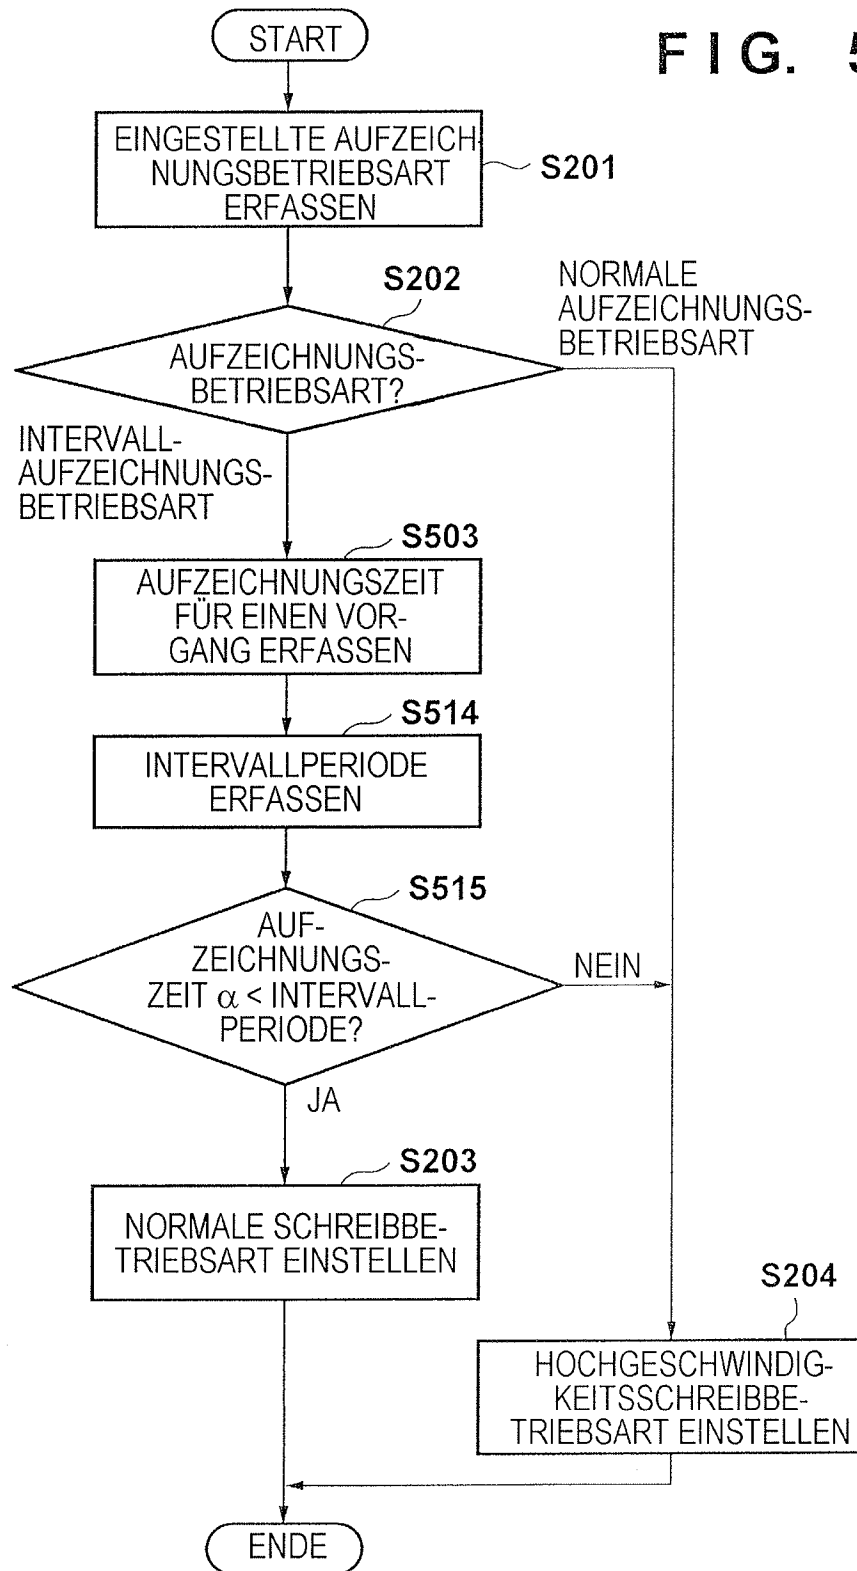 START
FIG. 5
EINGESTELLTE AUFZEICH
NUNGSBETRIEBSART
ERFASSEN
S201
S202
NORMALE
AUFZEICHNUNGS-
BETRIEBSART
AUFZEICHNUNGS-
BETRIEBSART?
INTERVALL-
AUFZEICHNUNGS-
BETRIEBSART
S503
AUFZEICHNUNGSZEIT
FÜR EINEN VOR-
GANG ERFASSEN
S514
INTERVALLPERIODE
ERFASSEN
S515
AUF-
ZEICHNUNGS-
ZEIT α < INTERVALL-
PERIODE?
NEIN
JA
S203
NORMALE SCHREIBBE-
TRIEBSART EINSTELLEN
S204
HOCHGESCHWINDIG-
KEITSSCHREIBBE-
TRIEBSART EINSTELLEN
ENDE